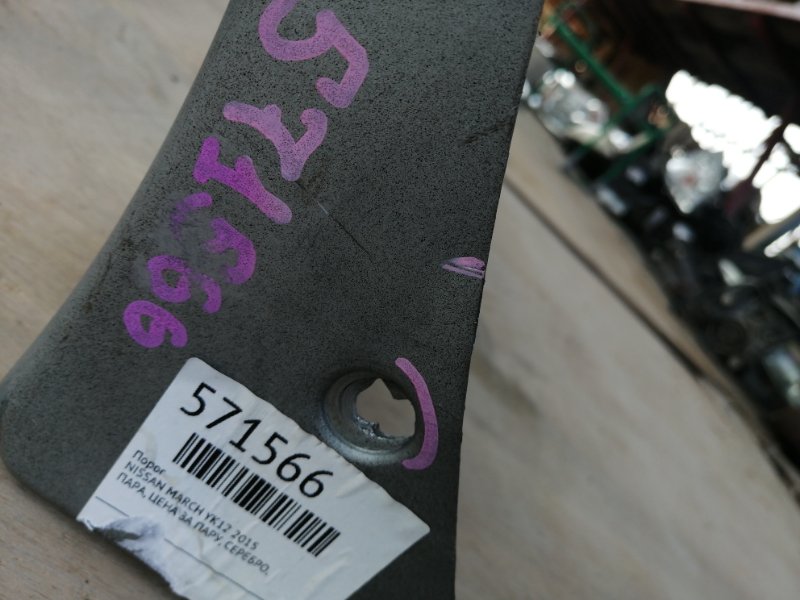 571566
571566
Порог
NISSAN MARCH YK12 2015
ПАРА, ЦЕНА ЗА ПАРУ, СЕРЕБРО,